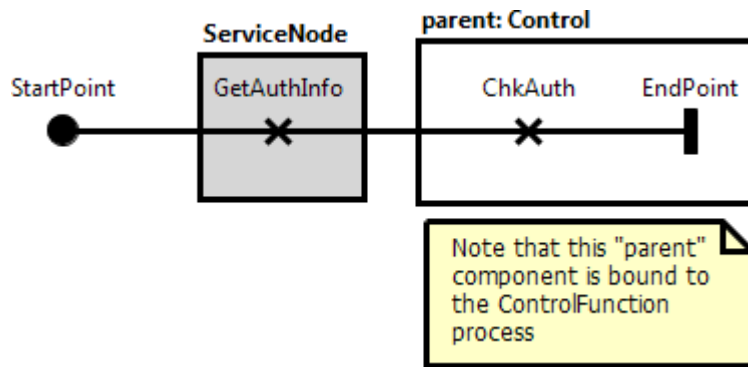 ServiceNode
parent: Control
StartPoint
GetAuthInfo
ChkAuth
EndPoint
Note that this "parent"
component is bound to
the ControlFunction
process